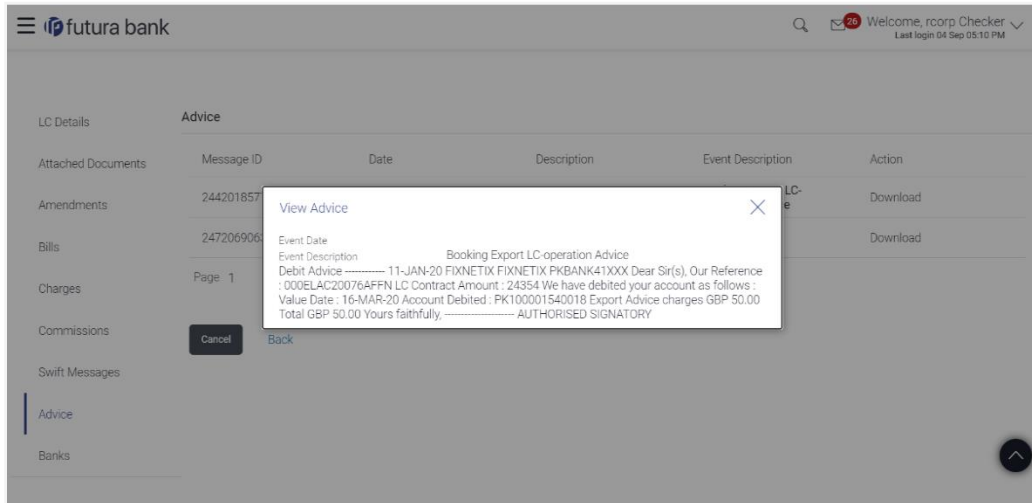 futura bank
26
Welcome, rcorp Checker
Last login 04 Sep 05:10 PM
LC Details
Attached Documents
Amendments
Bills
Charges
Commissions
Swift Messages
Advice
Banks
Advice
Message ID Date Description Event Description Action
244201857 LC- Download
e
247206906 Download
Page 1
Cancel Back
View Advice
Event Date
Event Description Booking Export LC-operation Advice
Debit Advice ----------- 11-JAN-20 FIXNETIX FIXNETIX PKBANK41XXX Dear Sir(s), Our Reference
: 000ELAC20076AFFN LC Contract Amount : 24354 We have debited your account as follows :
Value Date : 16-MAR-20 Account Debited : PK100001540018 Export Advice charges GBP 50.00
Total GBP 50.00 Yours faithfully, -------------------- AUTHORISED SIGNATORY